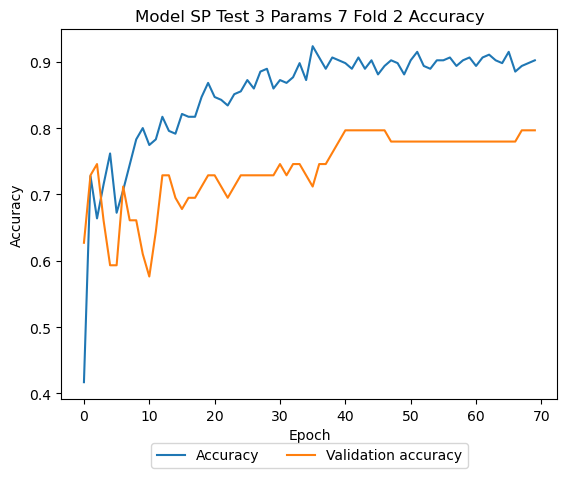 Model SP Test 3 Params 7 Fold 2 Accuracy
Accuracy
0.9
0.8
0.7
0.6
0.5
0.4
0 10 20 30 40 50 60 70
Epoch
Accuracy Validation accuracy